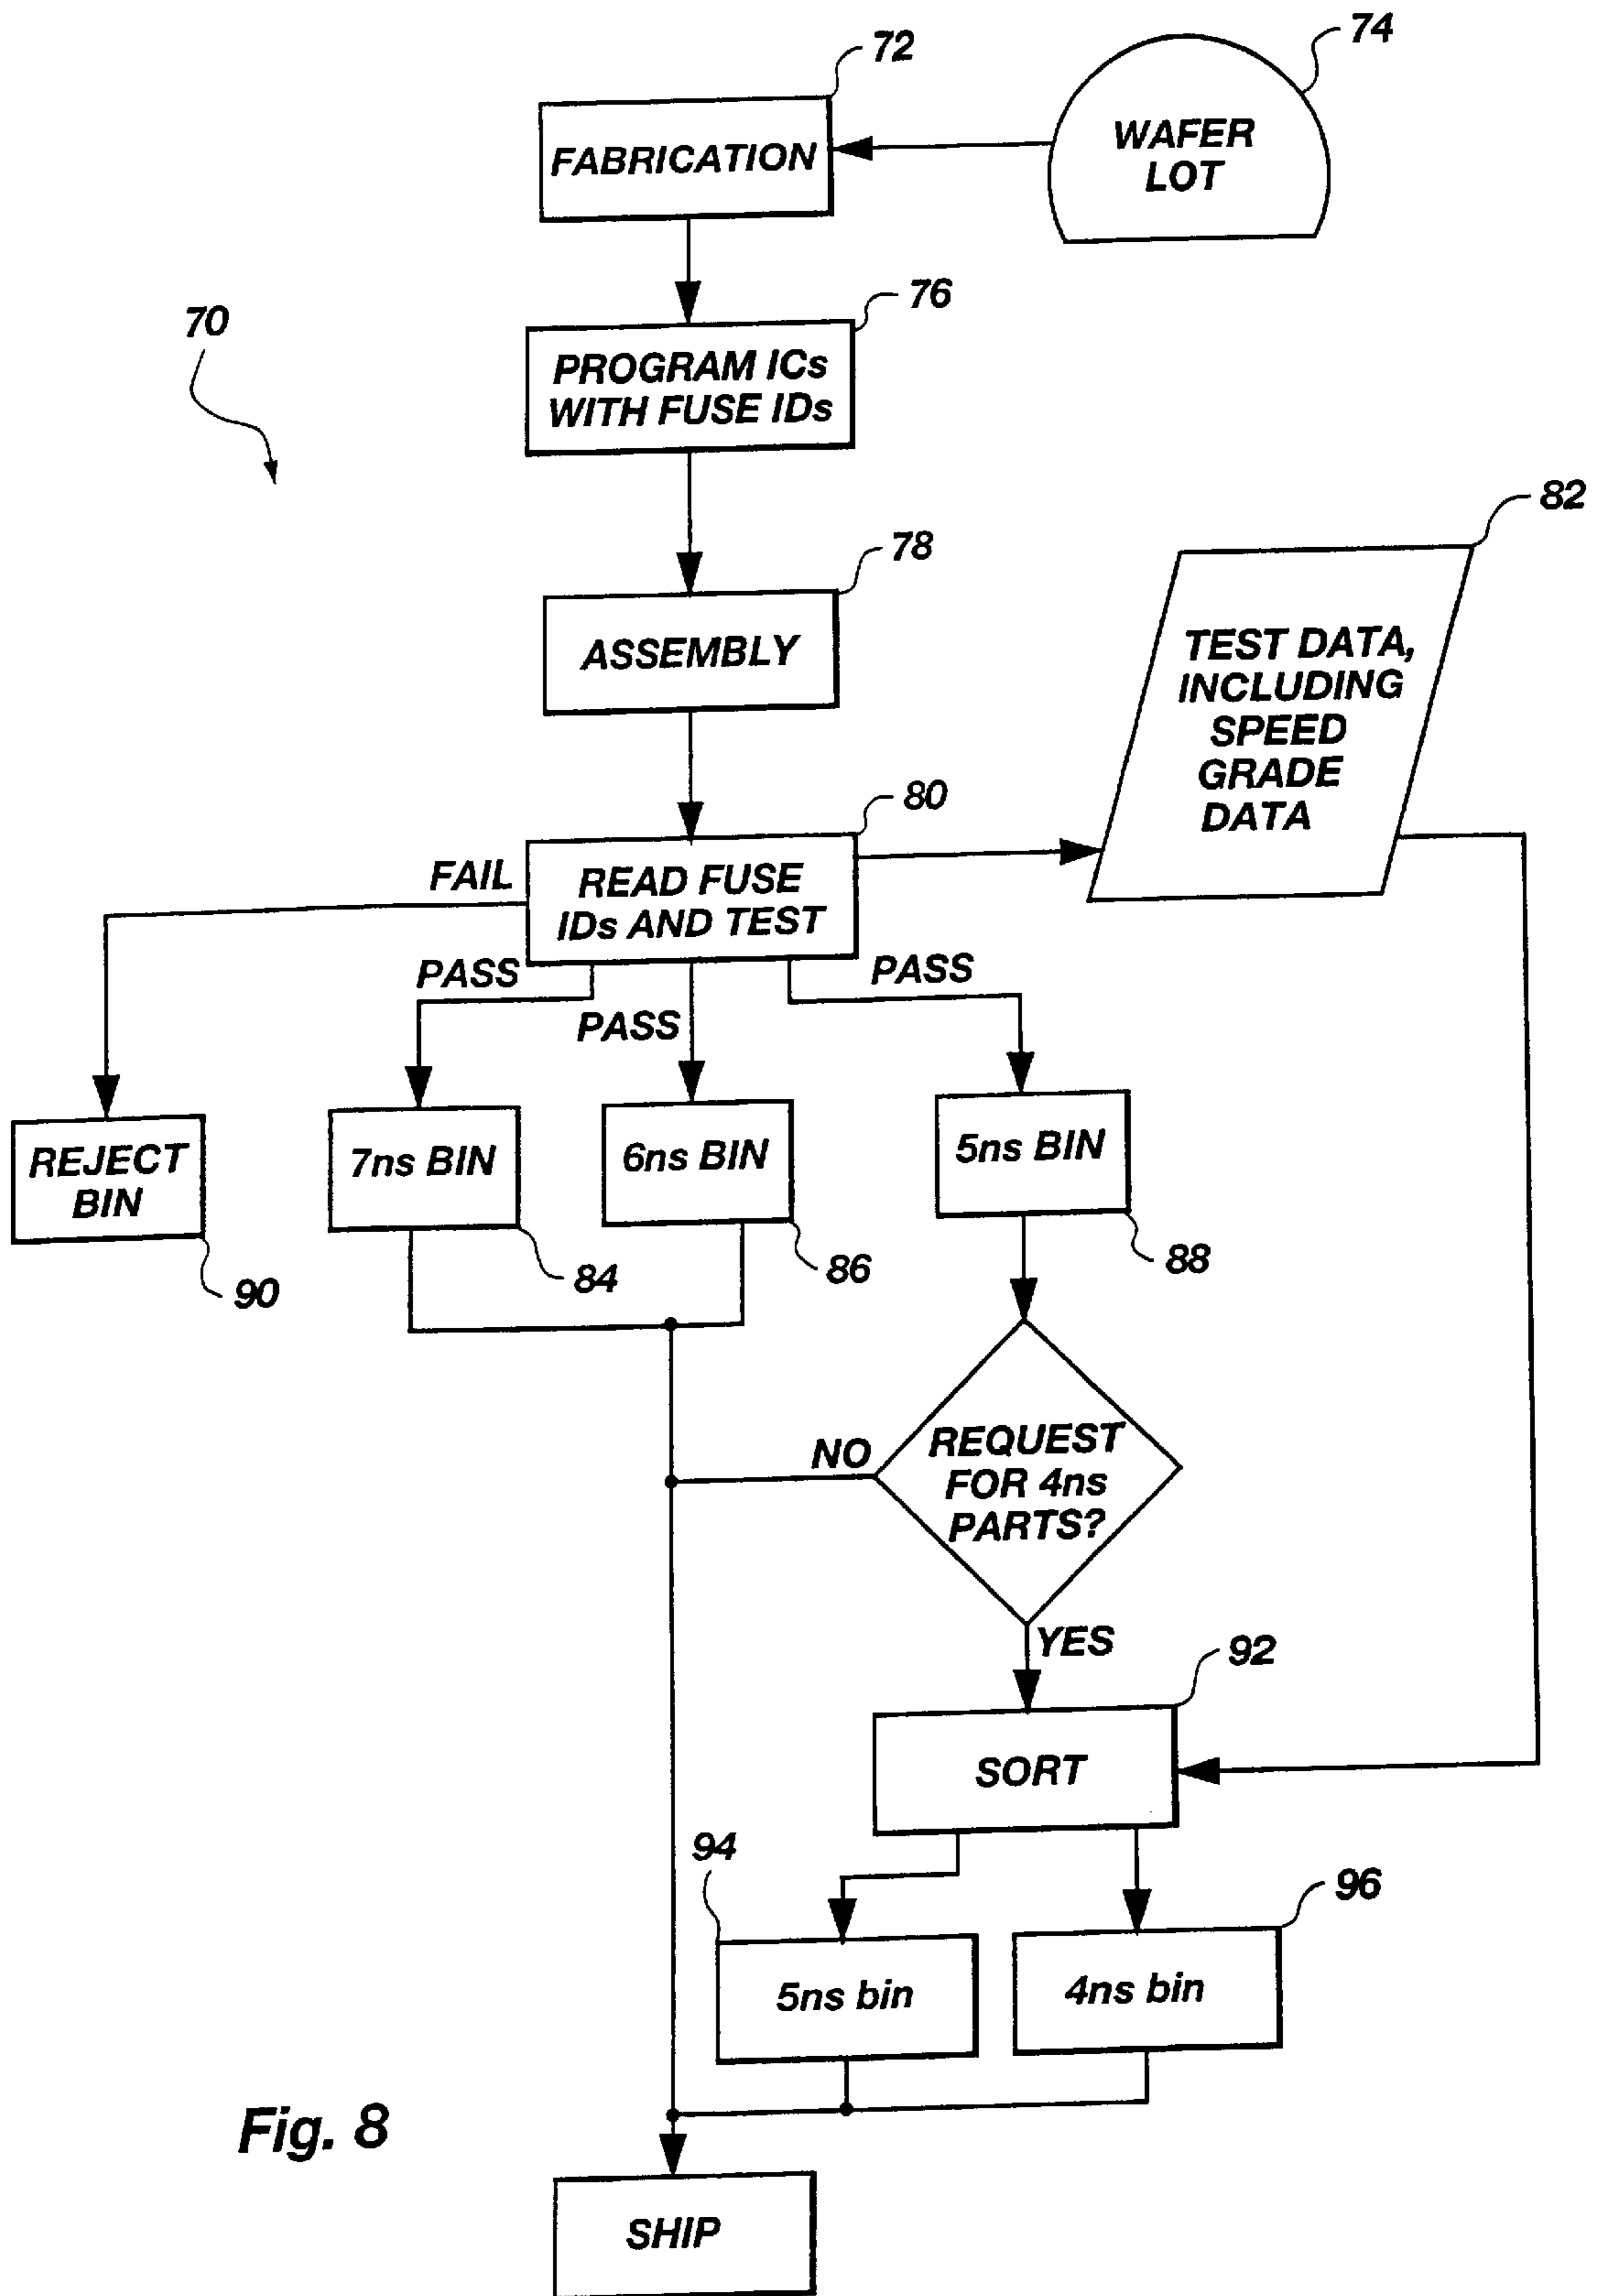 72
74
WAFER
LOT
FABRICATION
76
70
PROGRAM ICs
WITH FUSE IDs
82
78
ASSEMBLY
TEST DATA,
INCLUDING
SPEED
GRADE
DATA
80
FAIL
READ FUSE
IDs AND TEST
PASS
PASS
PASS
REJECT
BIN
7ns BIN
6ns BIN
5ns BIN
90
84
86
88
NO
REQUEST
FOR 4ns
PARTS?
YES
92
SORT
94
96
5ns bin
4ns bin
Fig. 8
SHIP